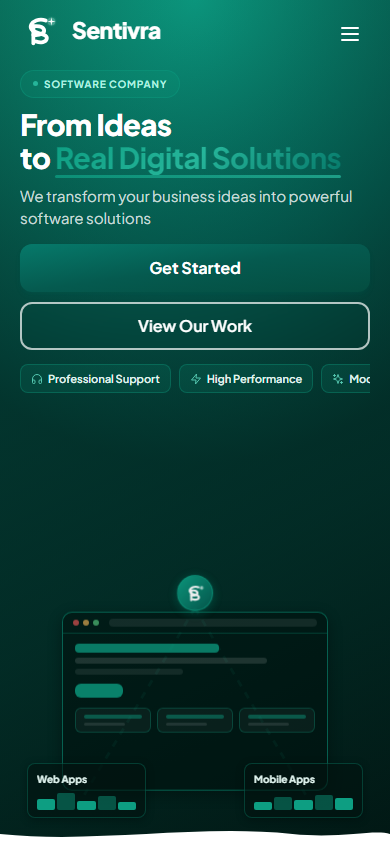 Sentivra
SOFTWARE COMPANY
From Ideas
to Real Digital Solutions
We transform your business ideas into powerful
software solutions
Get Started
View Our Work
Professional Support
High Performance
Web Apps
Mobile Apps